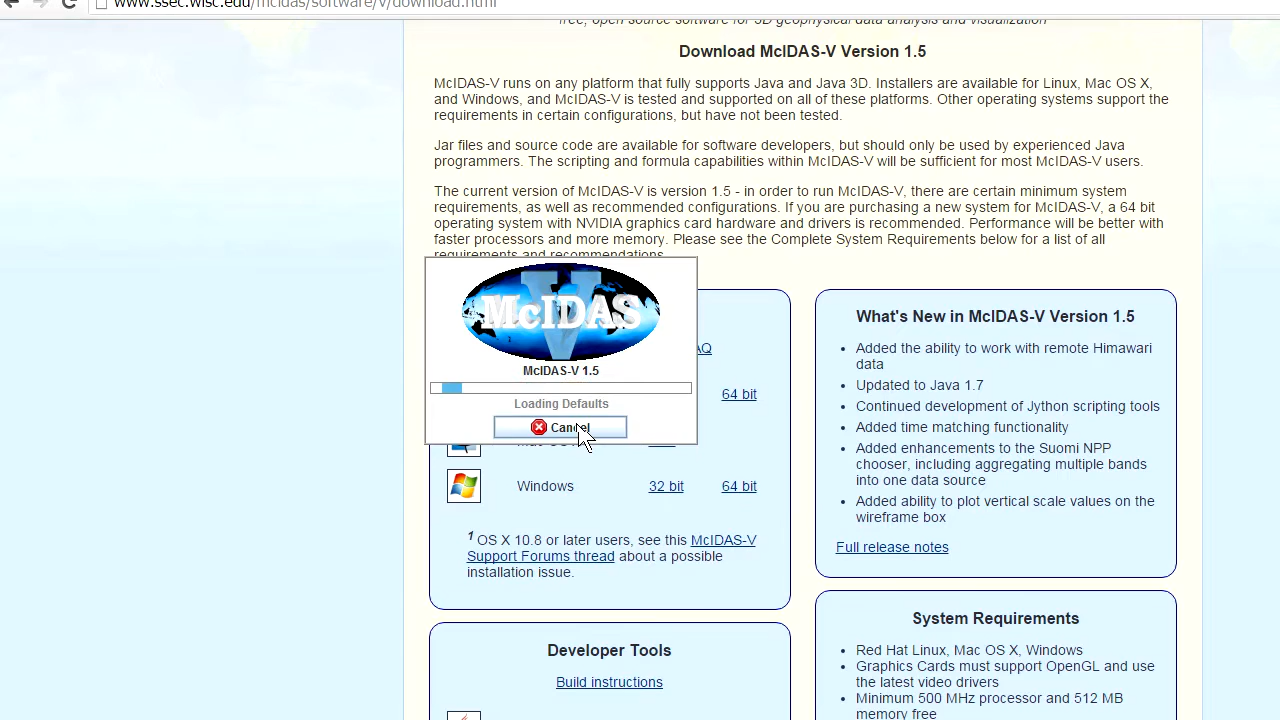 www.ssec.wisc.edu/mcidas/software/v/download.html
free, open source software for 3D geophysical data analysis and visualization
Download McIDAS-V Version 1.5
McIDAS-V runs on any platform that fully supports Java and Java 3D. Installers are available for Linux, Mac OS X,
and Windows, and McIDAS-V is tested and supported on all of these platforms. Other operating systems support the
requirements in certain configurations, but have not been tested.
Jar files and source code are available for software developers, but should only be used by experienced Java
programmers. The scripting and formula capabilities within McIDAS-V will be sufficient for most McIDAS-V users.
The current version of McIDAS-V is version 1.5 - in order to run McIDAS-V, there are certain minimum system
requirements, as well as recommended configurations. If you are purchasing a new system for McIDAS-V, a 64 bit
operating system with NVIDIA graphics card hardware and drivers is recommended. Performance will be better with
faster processors and more memory. Please see the Complete System Requirements below for a list of all
requirements and recommendations.
V
McIDAS
McIDAS-V 1.5
Loading Defaults
Cancel
AQ
64 bit
Windows 32 bit 64 bit
1 OS X 10.8 or later users, see this McIDAS-V
Support Forums thread about a possible
installation issue.
Developer Tools
Build instructions
What's New in McIDAS-V Version 1.5
• Added the ability to work with remote Himawari
data
• Updated to Java 1.7
• Continued development of Jython scripting tools
• Added time matching functionality
• Added enhancements to the Suomi NPP
chooser, including aggregating multiple bands
into one data source
• Added ability to plot vertical scale values on the
wireframe box
Full release notes
System Requirements
• Red Hat Linux, Mac OS X, Windows
• Graphics Cards must support OpenGL and use
the latest video drivers
• Minimum 500 MHz processor and 512 MB
memory free